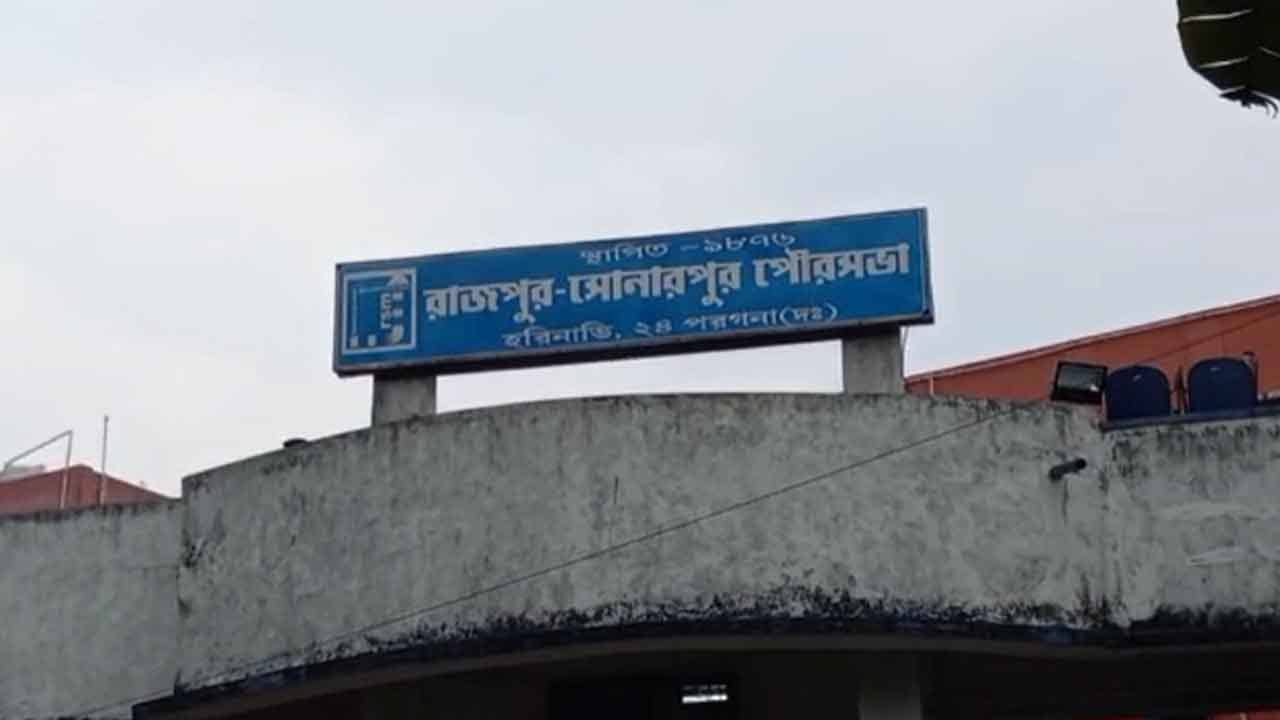 স্থাপিত - ১৮৭৬
রাজপুর-সোনারপুর পৌরসভা
হরিনাভি, ২৪ পরগনা(দঃ)